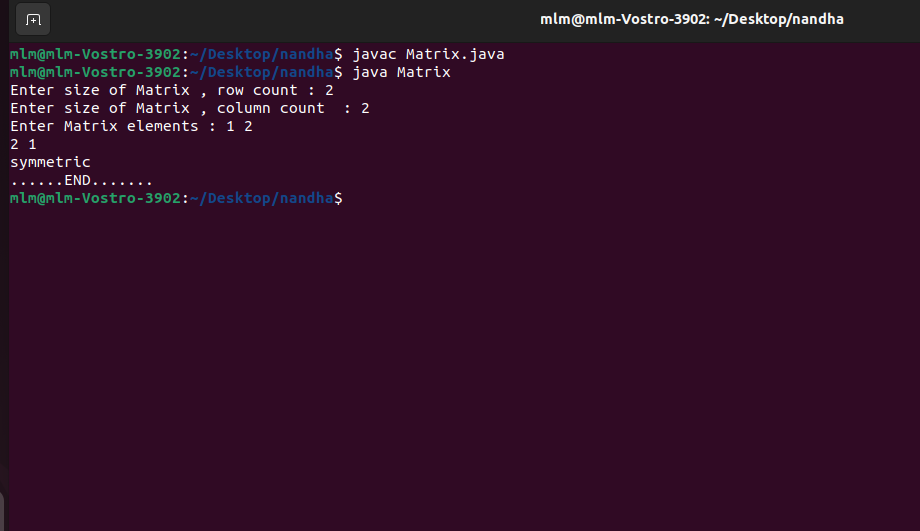 mlm@mlm-Vostro-3902: ~/Desktop/nandha
mlm@mlm-Vostro-3902:~/Desktop/nandha$ javac Matrix.java
mlm@mlm-Vostro-3902:~/Desktop/nandha$ java Matrix
Enter size of Matrix , row count : 2
Enter size of Matrix , column count  : 2
Enter Matrix elements : 1 2
2 1
symmetric
......END.......
mlm@mlm-Vostro-3902:~/Desktop/nandha$